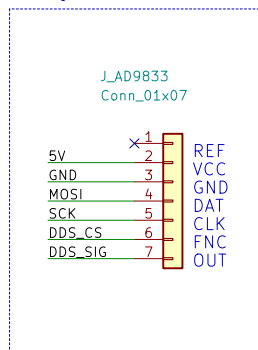 J_AD9833
Conn_01x07
1 REF
5V 2 VCC
GND 3 GND
MOSI 4 DAT
SCK 5 CLK
DDS_CS 6 FNC
DDS_SIG 7 OUT